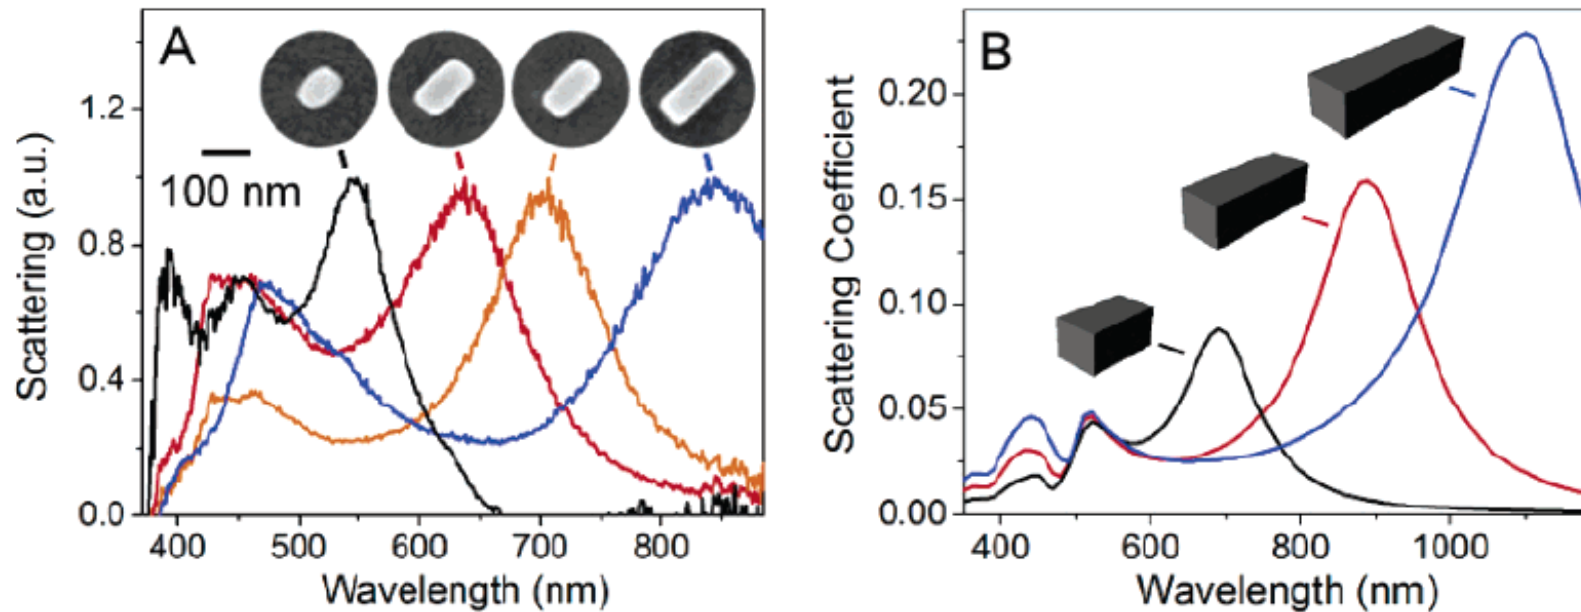 A
100 nm
Scattering (a.u.)
1.2
0.8
0.4
0.0
400 500 600 700 800
Wavelength (nm)
B
Scattering Coefficient
0.20
0.15
0.10
0.05
0.00
400 600 800 1000
Wavelength (nm)